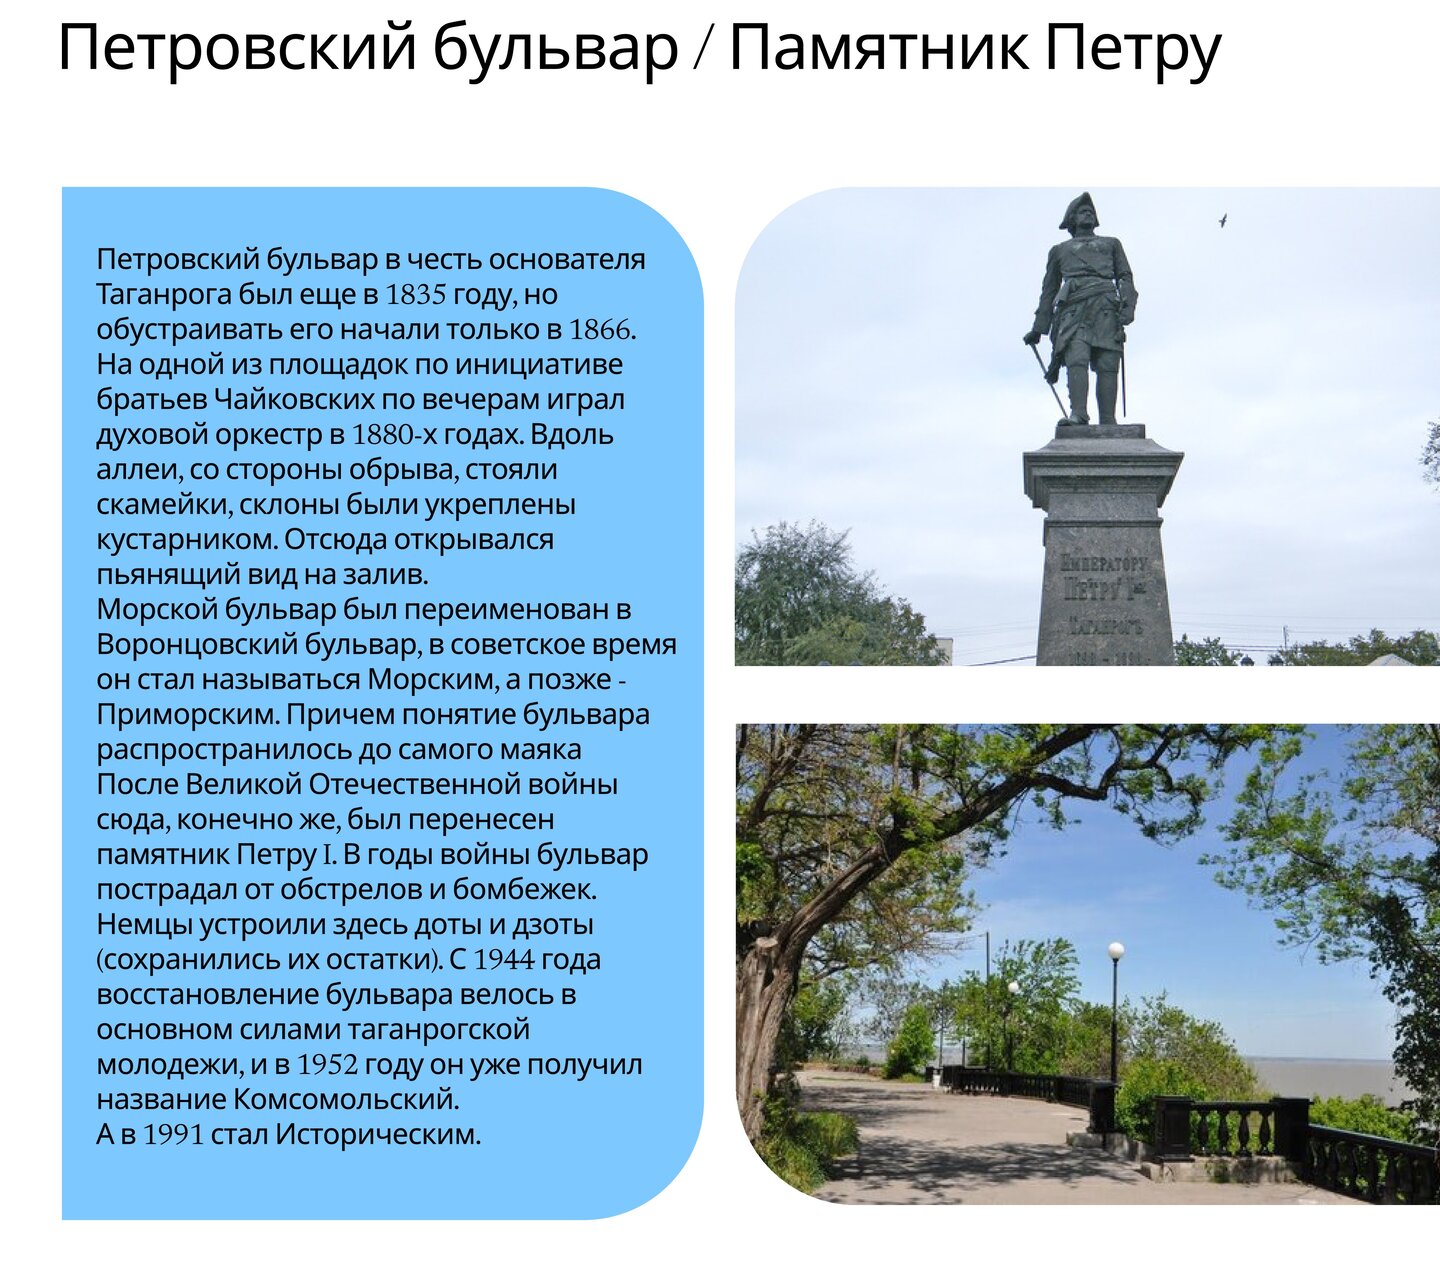 Петровский бульвар / Памятник Петру
Петровский бульвар в честь основателя
Таганрога был еще в 1835 году, но
обустраивать его начали только в 1866.
На одной из площадок по инициативе
братьев Чайковских по вечерам играл
духовой оркестр в 1880-х годах. Вдоль
аллеи, со стороны обрыва, стояли
скамейки, склоны были укреплены
кустарником. Отсюда открывался
пьянящий вид на залив.
Морской бульвар был переименован в
Воронцовский бульвар, в советское время
он стал называться Морским, а позже -
Приморским. Причем понятие бульвара
распространилось до самого маяка
После Великой Отечественной войны
сюда, конечно же, был перенесен
памятник Петру I. В годы войны бульвар
пострадал от обстрелов и бомбежек.
Немцы устроили здесь доты и дзоты
(сохранились их остатки). С 1944 года
восстановление бульвара велось в
основном силами таганрогской
молодежи, и в 1952 году он уже получил
название Комсомольский.
А в 1991 стал Историческим.
Императору
Петру I
Таганрогъ